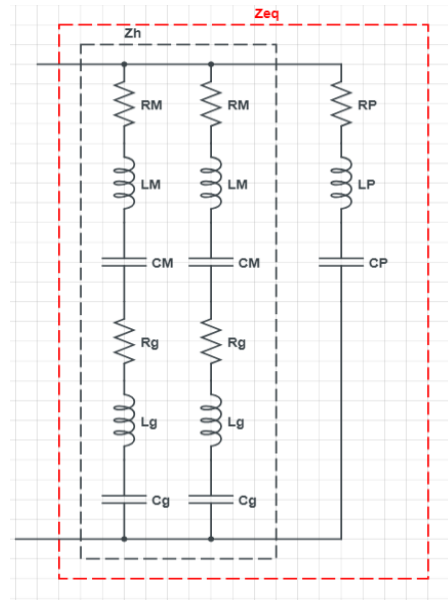 Zeq
Zh
RM RM RP
LM LM LP
CM CM CP
Rg Rg
Lg Lg
Cg Cg